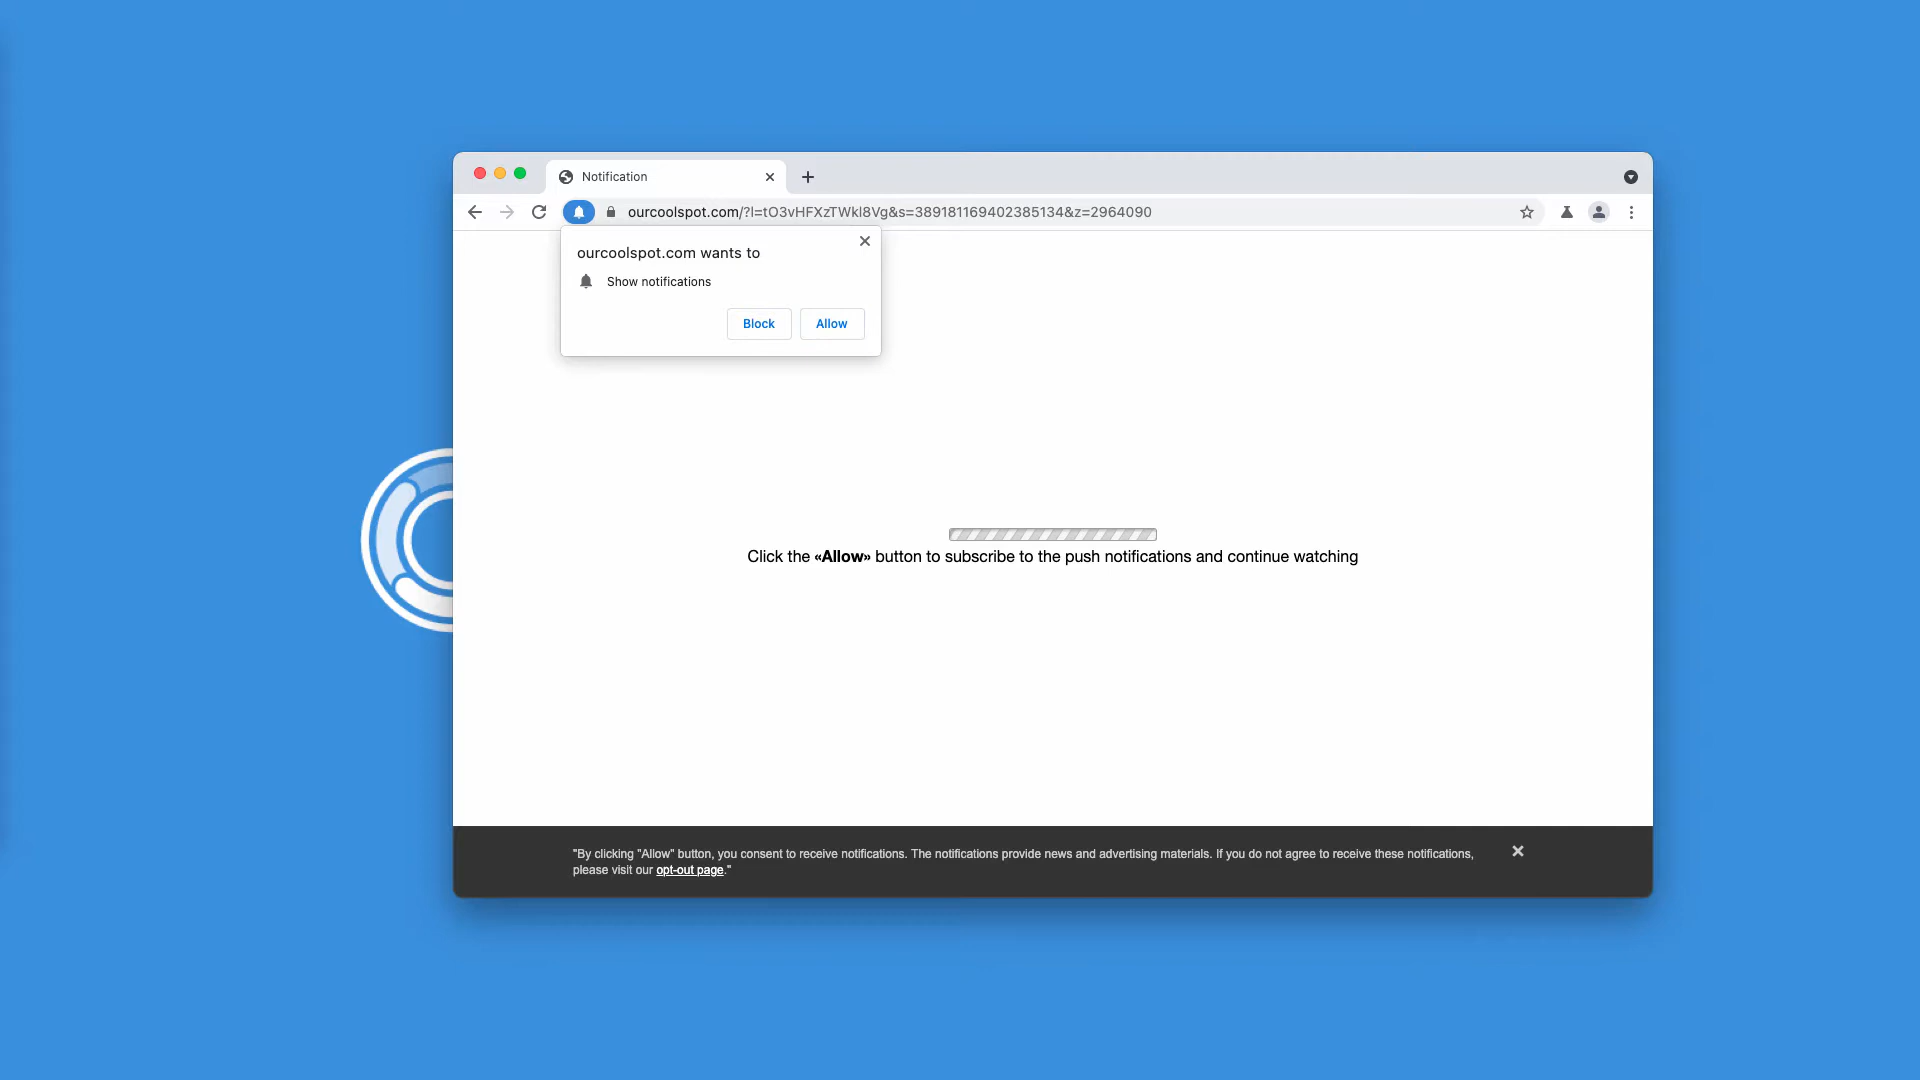 Notification
ourcoolspot.com/?l=tO3vHFXzTWkl8Vg&s=389181169402385134&z=2964090
ourcoolspot.com wants to
Show notifications
Block Allow
Click the «Allow» button to subscribe to the push notifications and continue watching
"By clicking "Allow" button, you consent to receive notifications. The notifications provide news and advertising materials. If you do not agree to receive these notifications,
please visit our opt-out page."